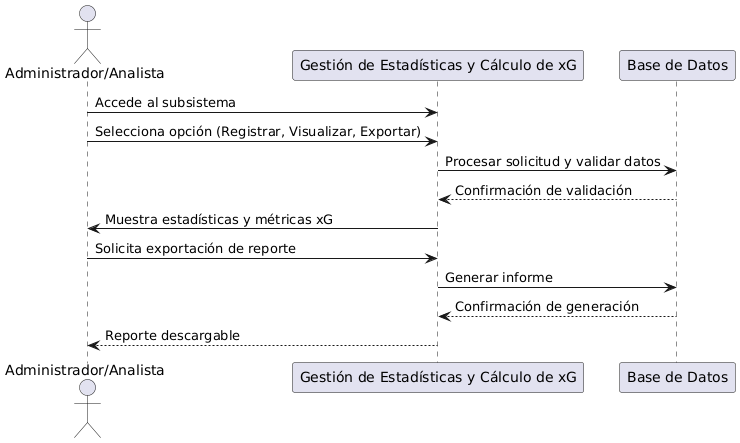 Administrador/Analista
Gestión de Estadísticas y Cálculo de xG
Base de Datos
Accede al subsistema
Selecciona opción (Registrar, Visualizar, Exportar)
Procesar solicitud y validar datos
Confirmación de validación
Muestra estadísticas y métricas xG
Solicita exportación de reporte
Generar informe
Confirmación de generación
Reporte descargable
Administrador/Analista
Gestión de Estadísticas y Cálculo de xG
Base de Datos